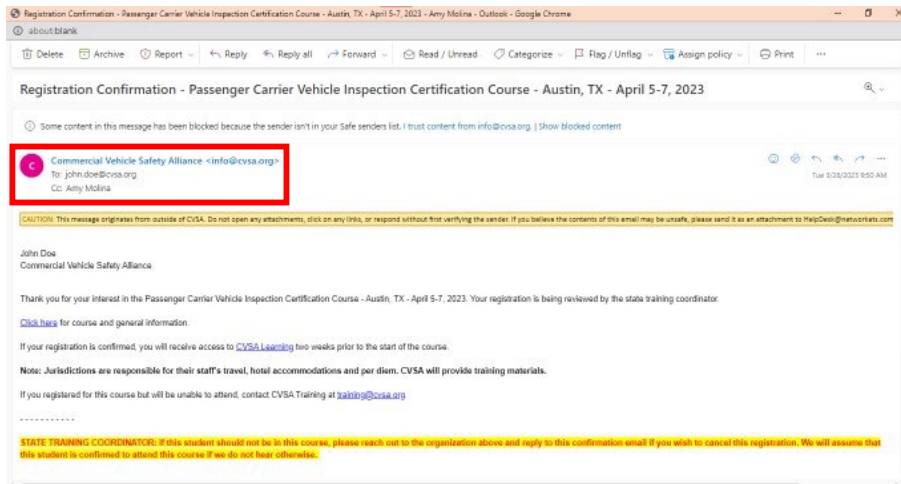 Registration Confirmation - Passenger Carrier Vehicle Inspection Certification Course - Austin, TX - April 5-7, 2023 - Amy Molina - Outlook - Google Chrome
about:blank
Delete Archive Report Reply Reply all Forward Read / Unread Categorize Flag / Unflag Assign policy Print ...
Registration Confirmation - Passenger Carrier Vehicle Inspection Certification Course - Austin, TX - April 5-7, 2023
Some content in this message has been blocked because the sender isn't in your Safe senders list. I trust content from info@cvsa.org. | Show blocked content
C
Commercial Vehicle Safety Alliance <info@cvsa.org>
To: john.doe@cvsa.org
Cc: Amy Molina
Tue 3/28/2023 9:50 AM
CAUTION: This message originates from outside of CVSA. Do not open any attachments, click on any links, or respond without first verifying the sender. If you believe the contents of this email may be unsafe, please send it as an attachment to HelpDesk@networkats.com
John Doe
Commercial Vehicle Safety Alliance
Thank you for your interest in the Passenger Carrier Vehicle Inspection Certification Course - Austin, TX - April 5-7, 2023. Your registration is being reviewed by the state training coordinator.
Click here for course and general information.
If your registration is confirmed, you will receive access to CVSA Learning two weeks prior to the start of the course.
Note: Jurisdictions are responsible for their staff's travel, hotel accommodations and per diem. CVSA will provide training materials.
If you registered for this course but will be unable to attend, contact CVSA Training at training@cvsa.org.
- - - - - - - - - - -
STATE TRAINING COORDINATOR: If this student should not be in this course, please reach out to the organization above and reply to this confirmation email if you wish to cancel this registration. We will assume that
this student is confirmed to attend this course if we do not hear otherwise.